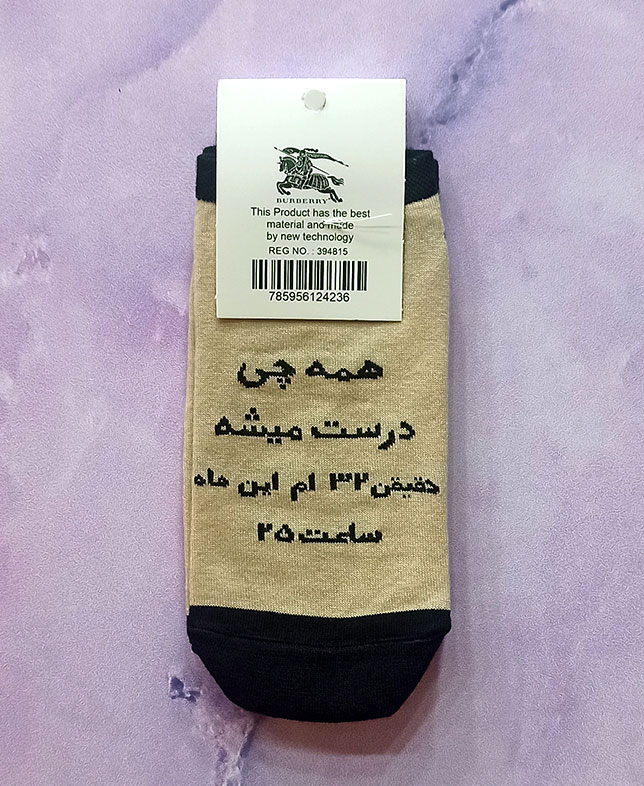 BURBERRY
This Product has the best
material and made
by new technology
REG NO. : 394815
785956124236
همه چی
درست میشه
حقیقن ۳۲ ام این ماه
ساعت ۲۵